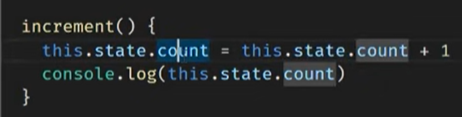 increment() {
this.state.count = this.state.count + 1
console.log(this.state.count)
}